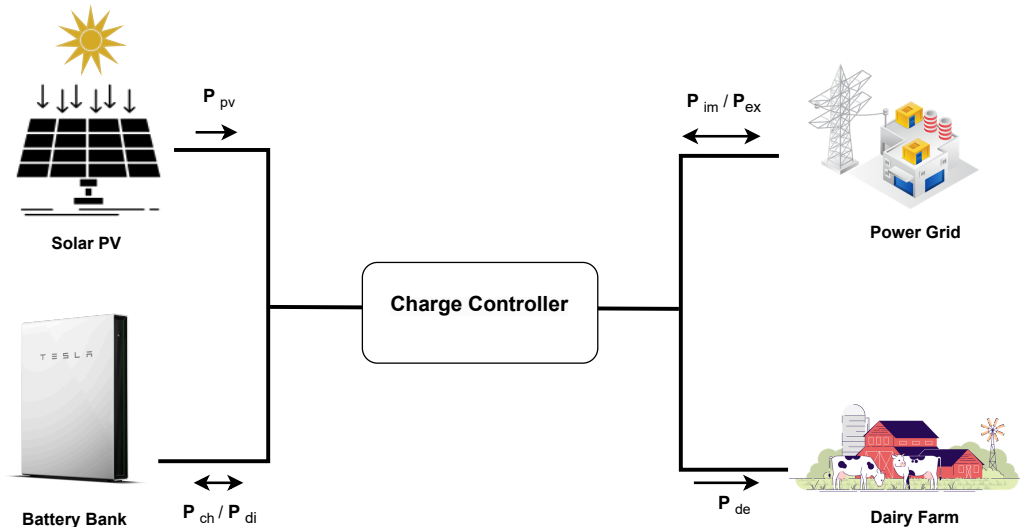 P pv
P im / P ex
Solar PV
Power Grid
Charge Controller
TESLA
P ch / P di
P de
Battery Bank
Dairy Farm